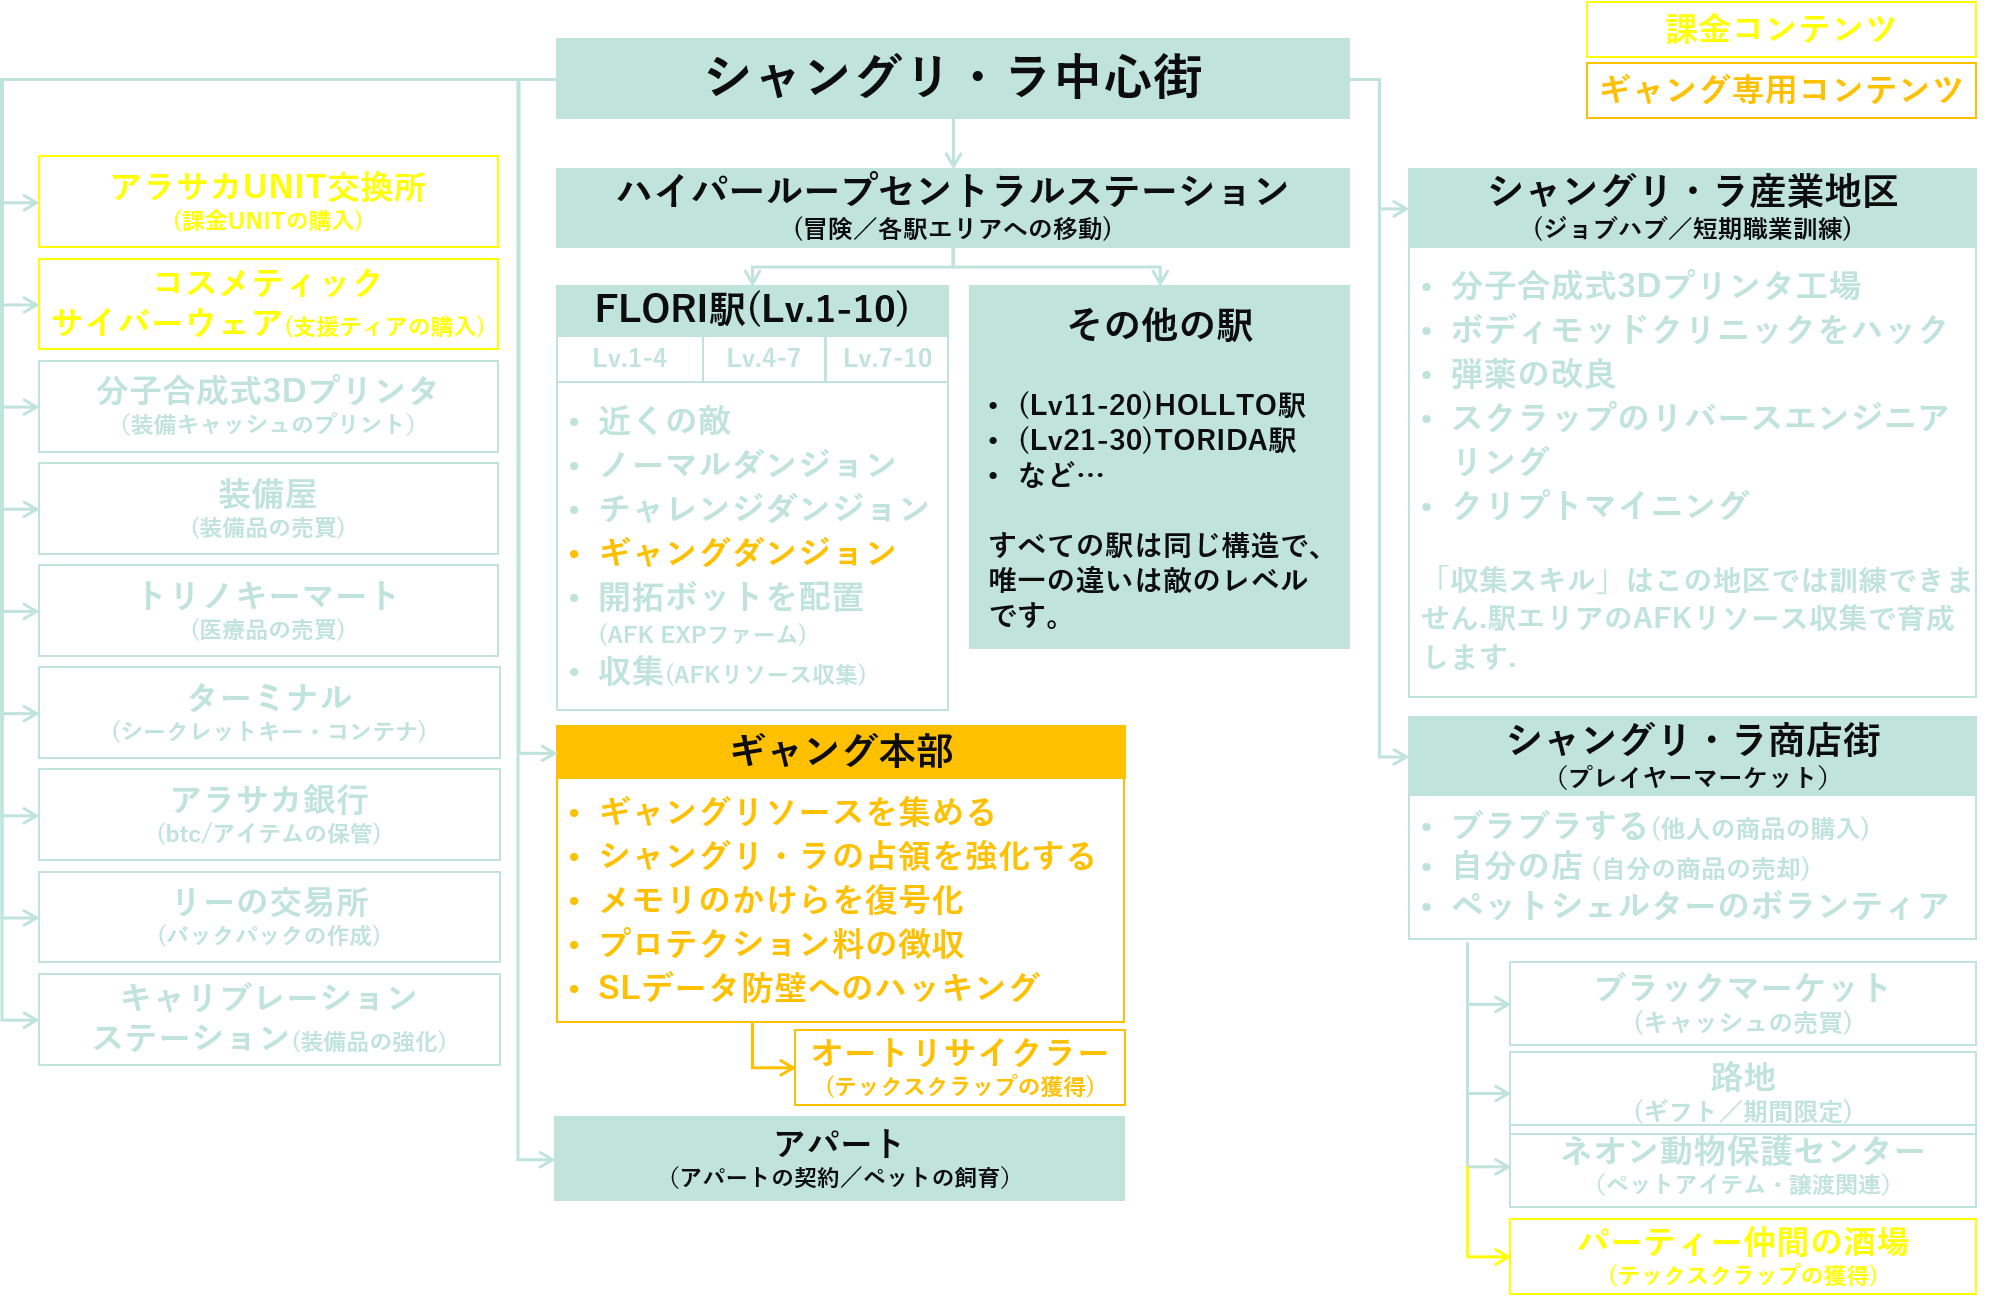 課金コンテンツ
ギャング専用コンテンツ
シャングリ・ラ中心街
アラサカUNIT交換所
(課金UNITの購入)
コスメティック
サイバーウェア(支援ティアの購入)
分子合成式3Dプリンタ
(装備キャッシュのプリント)
装備屋
(装備品の売買)
トリノキーマート
(医療品の売買)
ターミナル
(シークレットキー・コンテナ)
アラサカ銀行
(btc/アイテムの保管)
リーの交易所
(バックパックの作成)
キャリブレーション
ステーション(装備品の強化)
ハイパーループセントラルステーション
(冒険／各駅エリアへの移動)
FLORI駅(Lv.1-10)
Lv.1-4
Lv.4-7
Lv.7-10
• 近くの敵
• ノーマルダンジョン
• チャレンジダンジョン
• ギャングダンジョン
• 開拓ボットを配置
(AFK EXPファーム)
• 収集(AFKリソース収集)
その他の駅
• (Lv11-20)HOLLTO駅
• (Lv21-30)TORIDA駅
• など…
すべての駅は同じ構造で、
唯一の違いは敵のレベル
です。
ギャング本部
• ギャングリソースを集める
• シャングリ・ラの占領を強化する
• メモリのかけらを復号化
• プロテクション料の徴収
• SLデータ防壁へのハッキング
オートリサイクラー
(テックスクラップの獲得)
アパート
(アパートの契約／ペットの飼育)
シャングリ・ラ産業地区
(ジョブハブ／短期職業訓練)
• 分子合成式3Dプリンタ工場
• ボディモッドクリニックをハック
• 弾薬の改良
• スクラップのリバースエンジニア
リング
• クリプトマイニング
「収集スキル」はこの地区では訓練できま
せん.駅エリアのAFKリソース収集で育成
します.
シャングリ・ラ商店街
(プレイヤーマーケット)
• ブラブラする(他人の商品の購入)
• 自分の店 (自分の商品の売却)
• ペットシェルターのボランティア
ブラックマーケット
(キャッシュの売買)
路地
(ギフト／期間限定)
ネオン動物保護センター
(ペットアイテム・譲渡関連)
パーティー仲間の酒場
(テックスクラップの獲得)